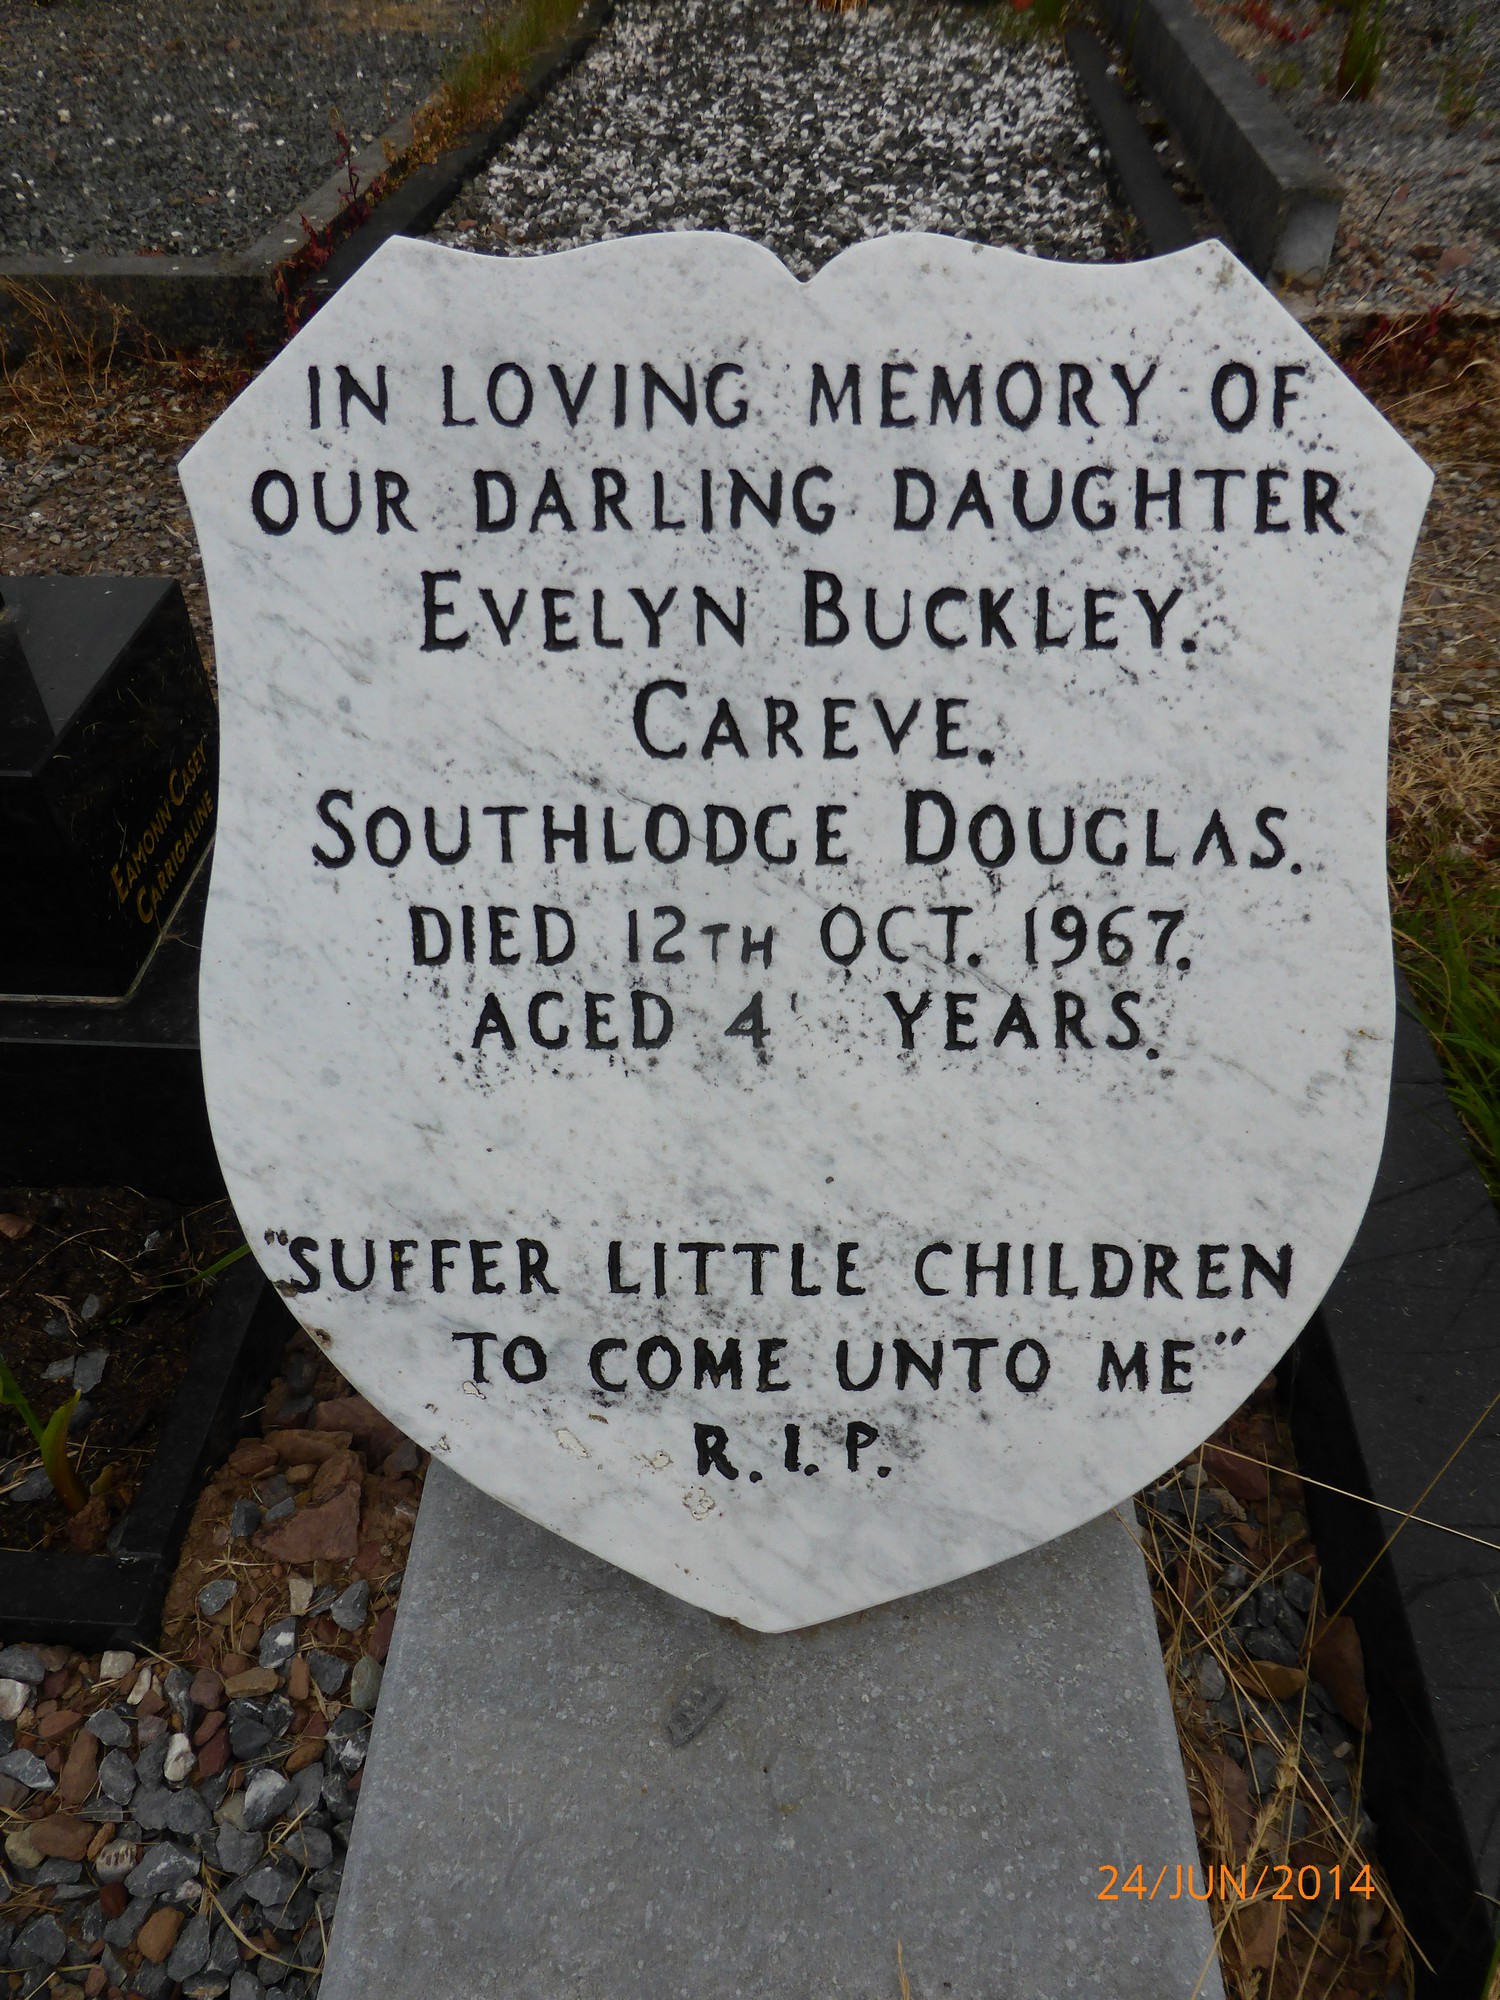 IN LOVING MEMORY OF
OUR DARLING DAUGHTER
EVELYN BUCKLEY.
CAREVE.
SOUTHLODGE DOUGLAS.
DIED 12TH OCT. 1967.
AGED 4 YEARS.
"SUFFER LITTLE CHILDREN
TO COME UNTO ME"
R.I.P.
EAMONN CASEY
CARRIGALINE
24/JUN/2014